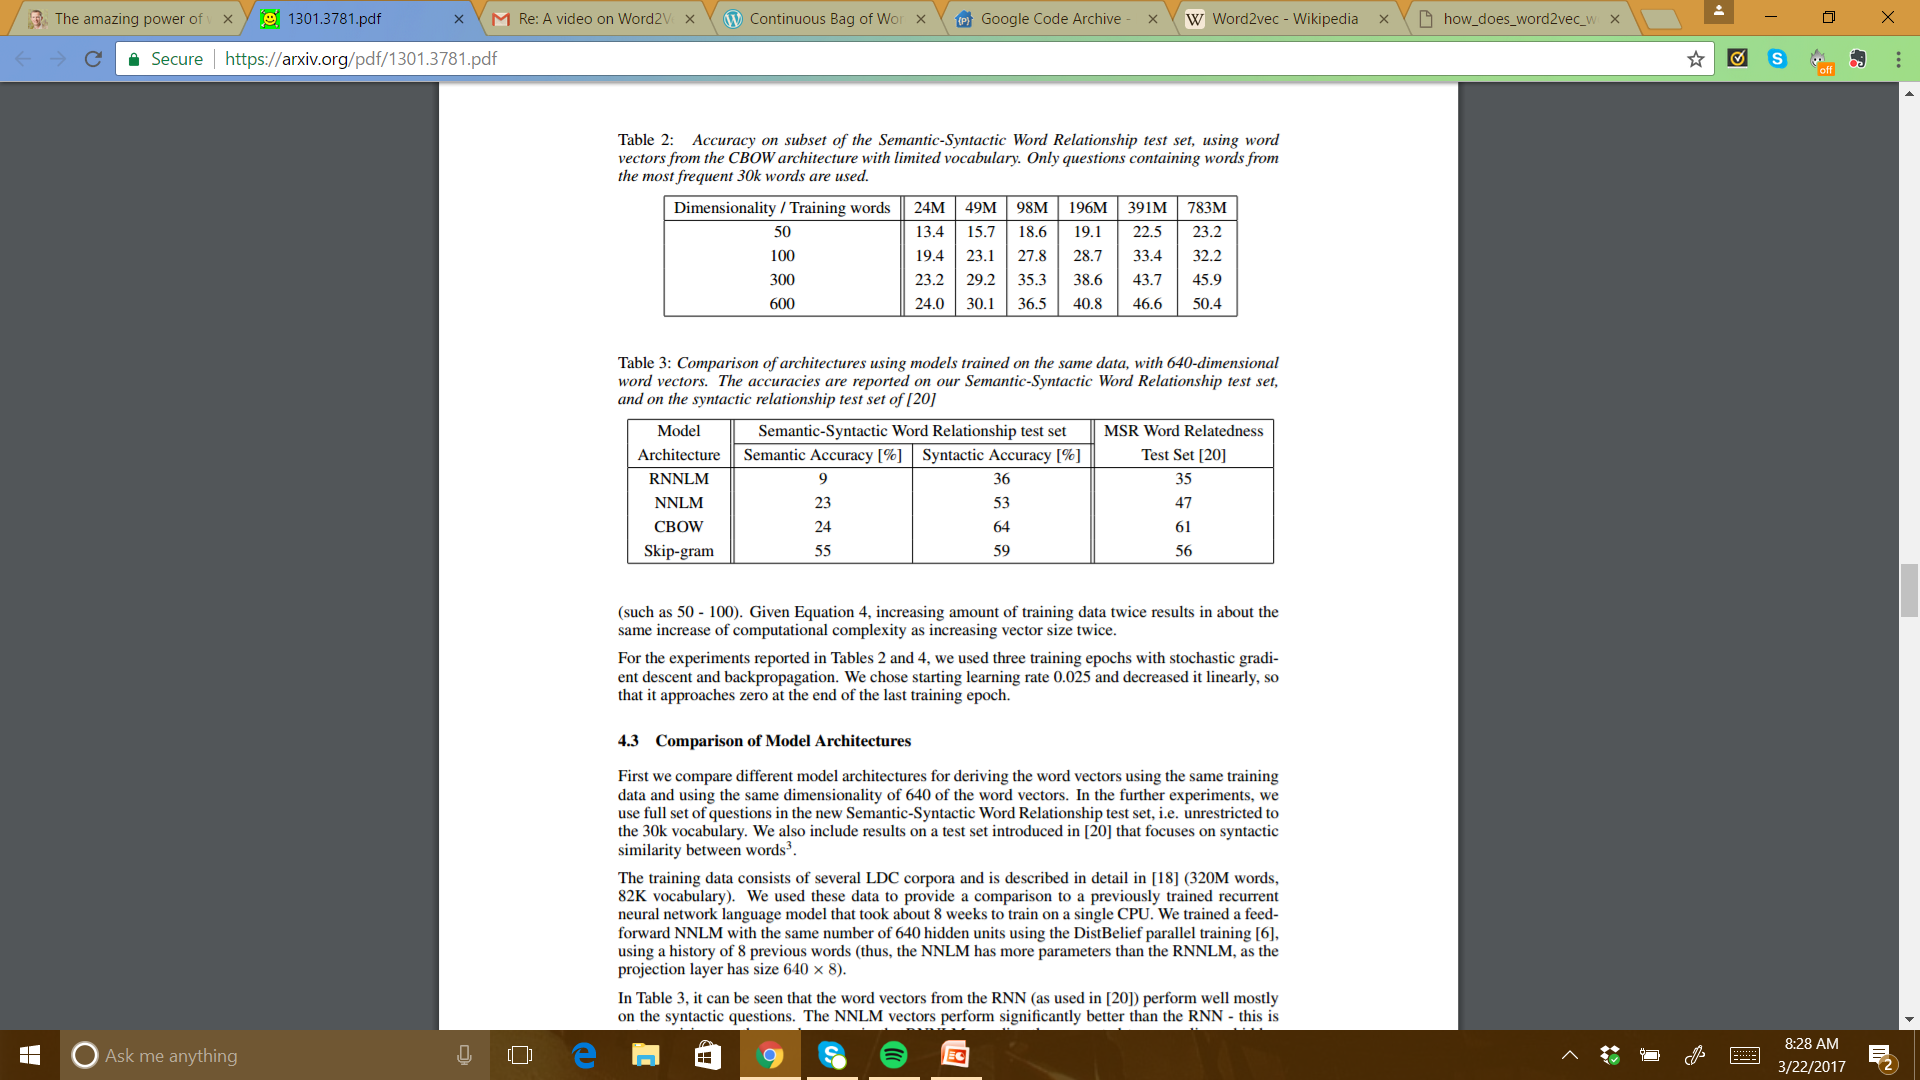 The amazing power of
1301.3781.pdf
Re: A video on Word2V
Continuous Bag of Wor
Google Code Archive -
Word2vec - Wikipedia
how_does_word2vec_w
Secure https://arxiv.org/pdf/1301.3781.pdf
off
Table 2: Accuracy on subset of the Semantic-Syntactic Word Relationship test set, using word
vectors from the CBOW architecture with limited vocabulary. Only questions containing words from
the most frequent 30k words are used.
Dimensionality / Training words 24M 49M 98M 196M 391M 783M
50 13.4 15.7 18.6 19.1 22.5 23.2
100 19.4 23.1 27.8 28.7 33.4 32.2
300 23.2 29.2 35.3 38.6 43.7 45.9
600 24.0 30.1 36.5 40.8 46.6 50.4
Table 3: Comparison of architectures using models trained on the same data, with 640-dimensional
word vectors. The accuracies are reported on our Semantic-Syntactic Word Relationship test set,
and on the syntactic relationship test set of [20]
Model Semantic-Syntactic Word Relationship test set MSR Word Relatedness
Architecture Semantic Accuracy [%] Syntactic Accuracy [%] Test Set [20]
RNNLM 9 36 35
NNLM 23 53 47
CBOW 24 64 61
Skip-gram 55 59 56
(such as 50 - 100). Given Equation 4, increasing amount of training data twice results in about the
same increase of computational complexity as increasing vector size twice.
For the experiments reported in Tables 2 and 4, we used three training epochs with stochastic gradi-
ent descent and backpropagation. We chose starting learning rate 0.025 and decreased it linearly, so
that it approaches zero at the end of the last training epoch.
4.3 Comparison of Model Architectures
First we compare different model architectures for deriving the word vectors using the same training
data and using the same dimensionality of 640 of the word vectors. In the further experiments, we
use full set of questions in the new Semantic-Syntactic Word Relationship test set, i.e. unrestricted to
the 30k vocabulary. We also include results on a test set introduced in [20] that focuses on syntactic
similarity between words³.
The training data consists of several LDC corpora and is described in detail in [18] (320M words,
82K vocabulary). We used these data to provide a comparison to a previously trained recurrent
neural network language model that took about 8 weeks to train on a single CPU. We trained a feed-
forward NNLM with the same number of 640 hidden units using the DistBelief parallel training [6],
using a history of 8 previous words (thus, the NNLM has more parameters than the RNNLM, as the
projection layer has size 640 × 8).
In Table 3, it can be seen that the word vectors from the RNN (as used in [20]) perform well mostly
on the syntactic questions. The NNLM vectors perform significantly better than the RNN - this is
Ask me anything
8:28 AM
3/22/2017
2